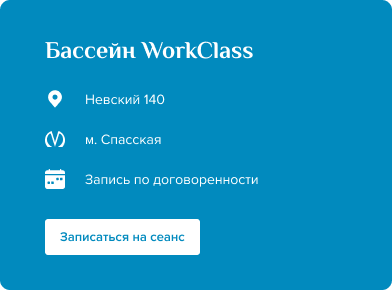 Бассейн WorkClass
Невский 140
м. Спасская
Запись по договоренности
Записаться на сеанс